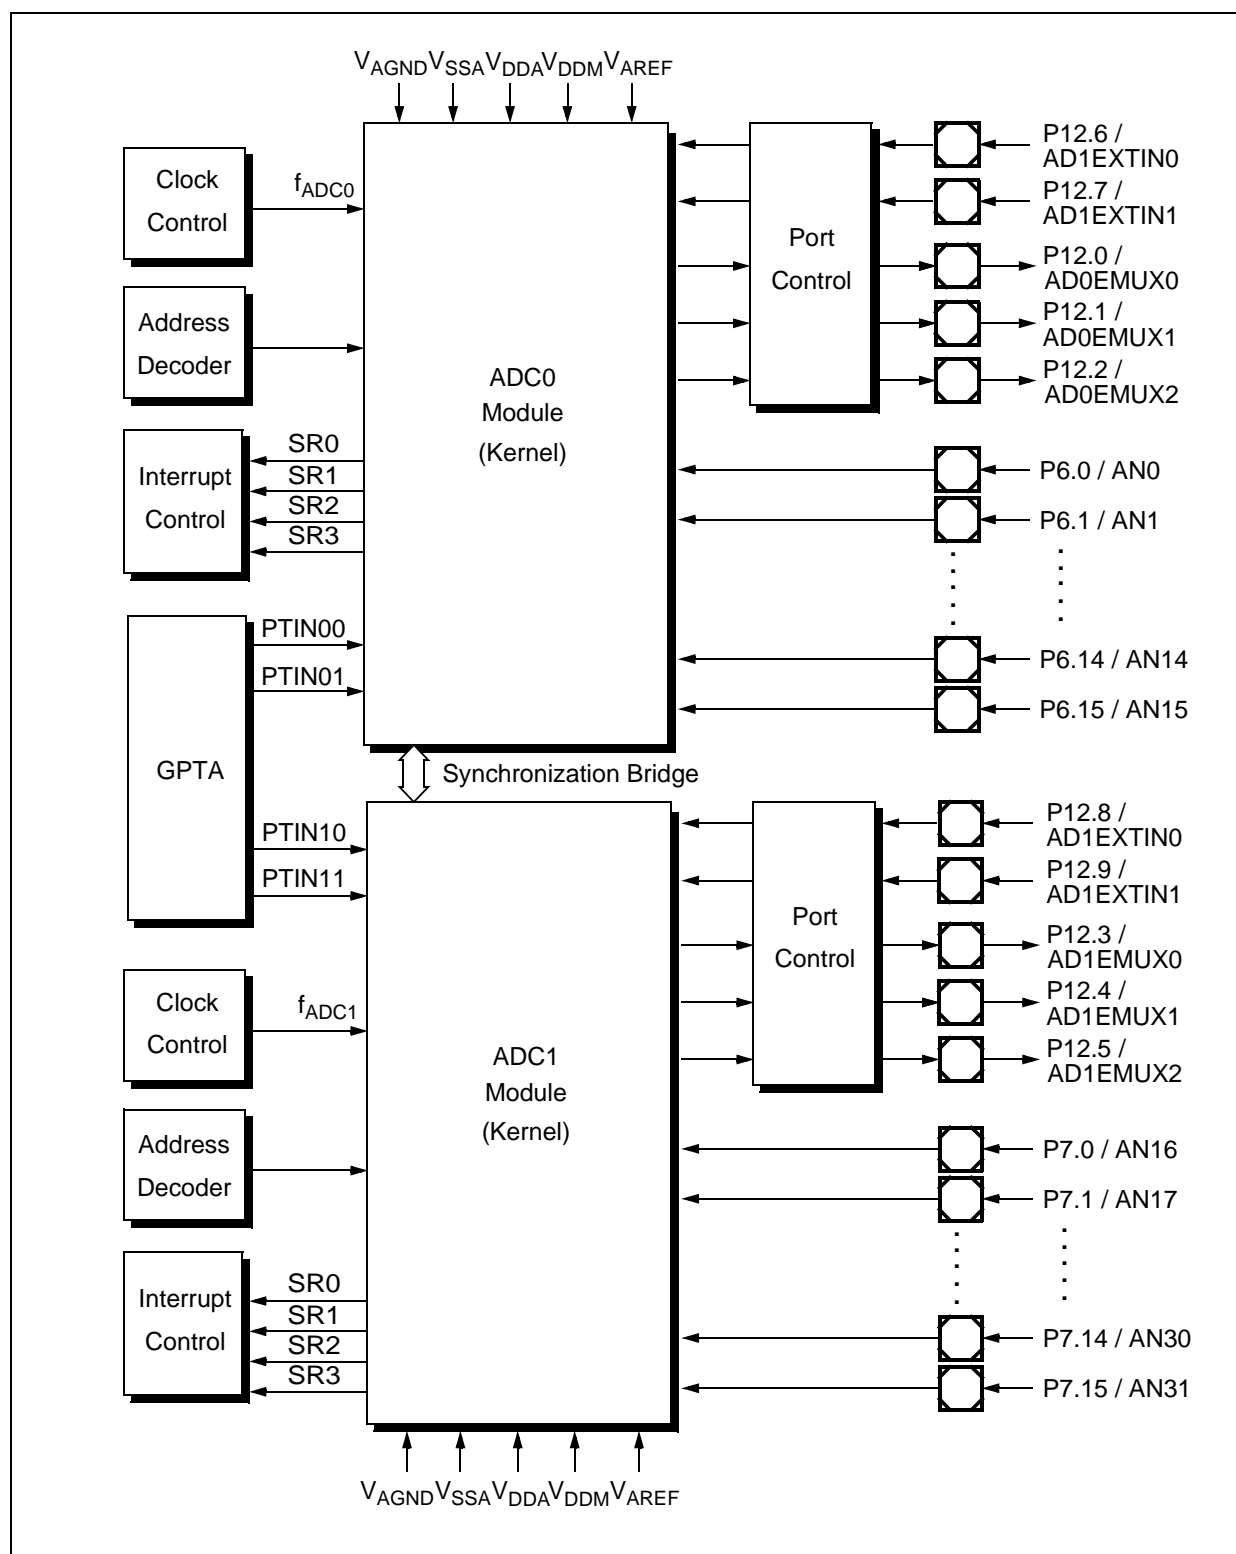 VAGND VSSA VDDA VDDM VAREF
Clock
Control
fADC0
Address
Decoder
Interrupt
Control
SR0
SR1
SR2
SR3
GPTA
PTIN00
PTIN01
PTIN10
PTIN11
ADC0
Module
(Kernel)
Port
Control
P12.6 /
AD1EXTIN0
P12.7 /
AD1EXTIN1
P12.0 /
AD0EMUX0
P12.1 /
AD0EMUX1
P12.2 /
AD0EMUX2
P6.0 / AN0
P6.1 / AN1
P6.14 / AN14
P6.15 / AN15
Synchronization Bridge
Clock
Control
fADC1
Address
Decoder
Interrupt
Control
SR0
SR1
SR2
SR3
ADC1
Module
(Kernel)
Port
Control
P12.8 /
AD1EXTIN0
P12.9 /
AD1EXTIN1
P12.3 /
AD1EMUX0
P12.4 /
AD1EMUX1
P12.5 /
AD1EMUX2
P7.0 / AN16
P7.1 / AN17
P7.14 / AN30
P7.15 / AN31
VAGND VSSA VDDA VDDM VAREF